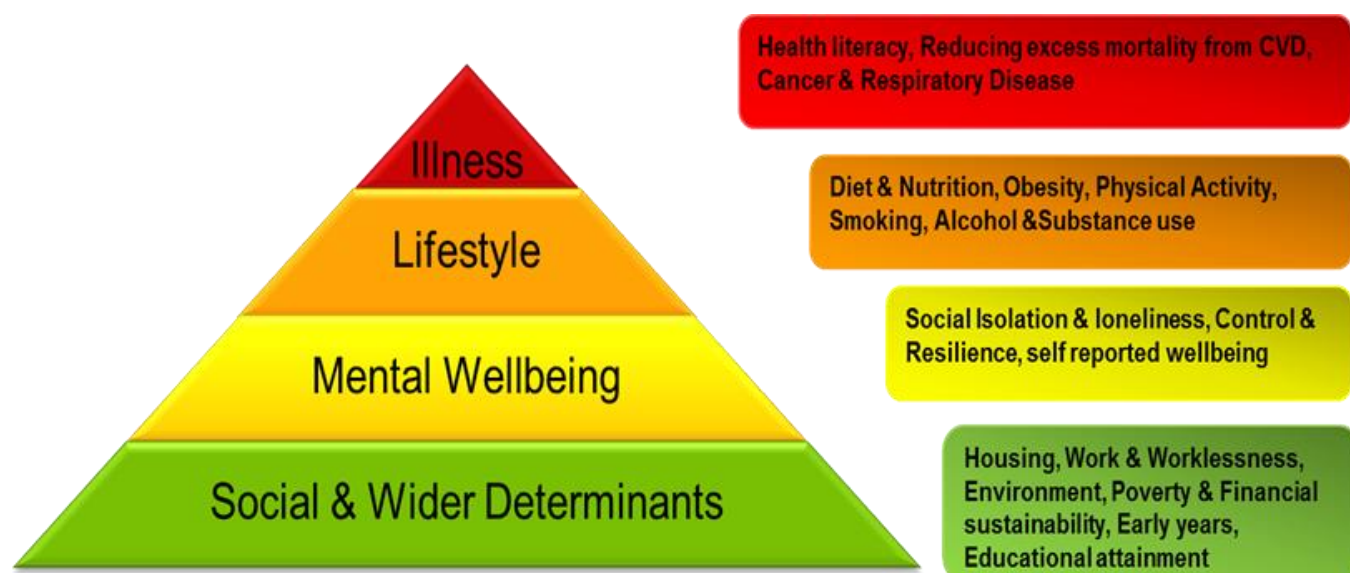 Health literacy, Reducing excess mortality from CVD,
Cancer & Respiratory Disease
Illness
Diet & Nutrition, Obesity, Physical Activity,
Smoking, Alcohol &Substance use
Lifestyle
Social Isolation & loneliness, Control &
Resilience, self reported wellbeing
Mental Wellbeing
Housing, Work & Worklessness,
Environment, Poverty & Financial
sustainability, Early years,
Educational attainment
Social & Wider Determinants